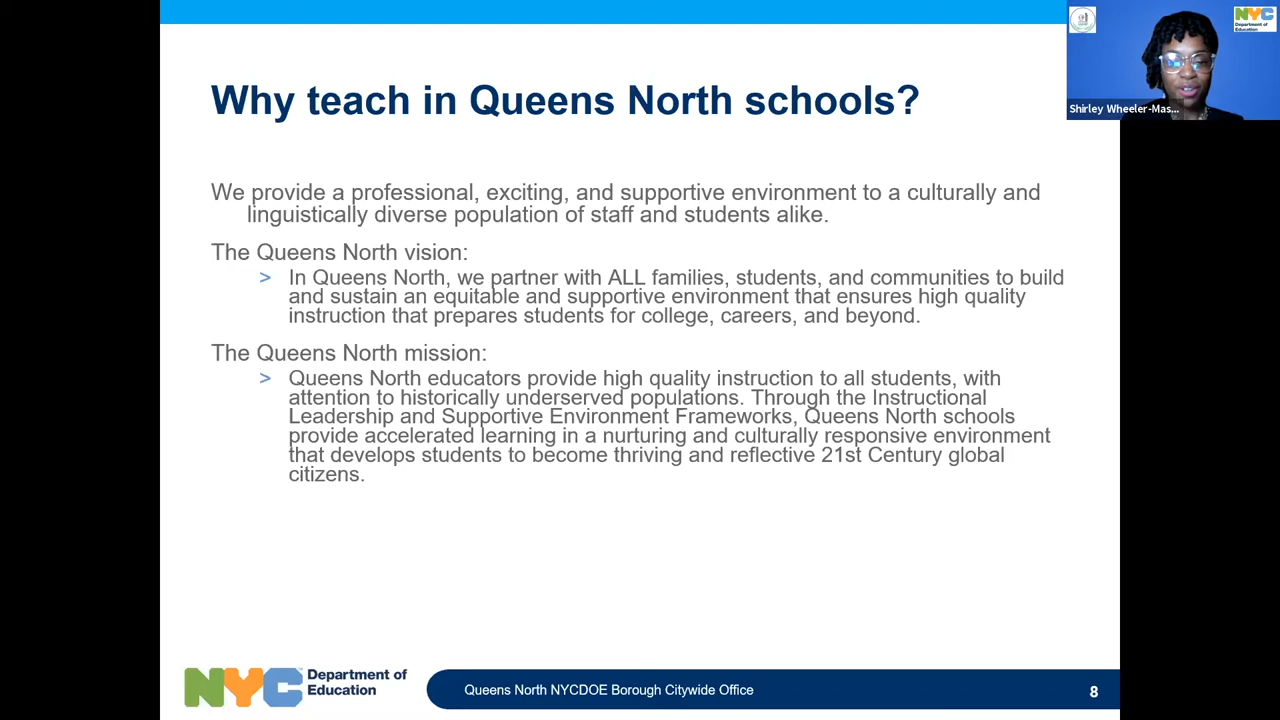 Why teach in Queens North schools?
We provide a professional, exciting, and supportive environment to a culturally and
linguistically diverse population of staff and students alike.
The Queens North vision:
> In Queens North, we partner with ALL families, students, and communities to build
and sustain an equitable and supportive environment that ensures high quality
instruction that prepares students for college, careers, and beyond.
The Queens North mission:
> Queens North educators provide high quality instruction to all students, with
attention to historically underserved populations. Through the Instructional
Leadership and Supportive Environment Frameworks, Queens North schools
provide accelerated learning in a nurturing and culturally responsive environment
that develops students to become thriving and reflective 21st Century global
citizens.
NYC Department of
Education
Queens North NYCDOE Borough Citywide Office
8
NYC
Department of
Education
Shirley Wheeler-Mas...